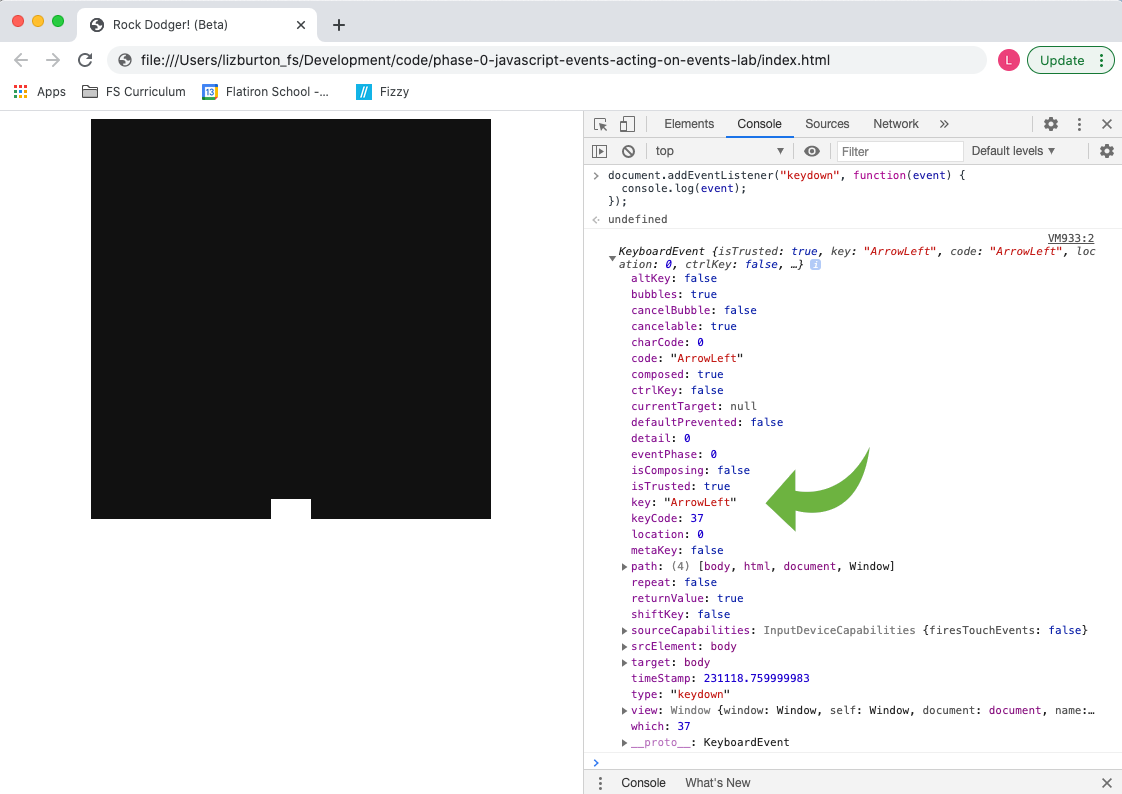 Rock Dodger! (Beta)
file:///Users/lizburton_fs/Development/code/phase-0-javascript-events-acting-on-events-lab/index.html
L
Update
Apps
FS Curriculum
13
Flatiron School -...
//
Fizzy
Elements
Console
Sources
Network
»
top
Filter
Default levels
document.addEventListener("keydown", function(event) {
console.log(event);
});
undefined
VM933:2
KeyboardEvent {isTrusted: true, key: "ArrowLeft", code: "ArrowLeft", loc
ation: 0, ctrlKey: false, …} i
altKey: false
bubbles: true
cancelBubble: false
cancelable: true
charCode: 0
code: "ArrowLeft"
composed: true
ctrlKey: false
currentTarget: null
defaultPrevented: false
detail: 0
eventPhase: 0
isComposing: false
isTrusted: true
key: "ArrowLeft"
keyCode: 37
location: 0
metaKey: false
path: (4) [body, html, document, Window]
repeat: false
returnValue: true
shiftKey: false
sourceCapabilities: InputDeviceCapabilities {firesTouchEvents: false}
srcElement: body
target: body
timeStamp: 231118.759999983
type: "keydown"
view: Window {window: Window, self: Window, document: document, name:…
which: 37
__proto__: KeyboardEvent
Console
What's New